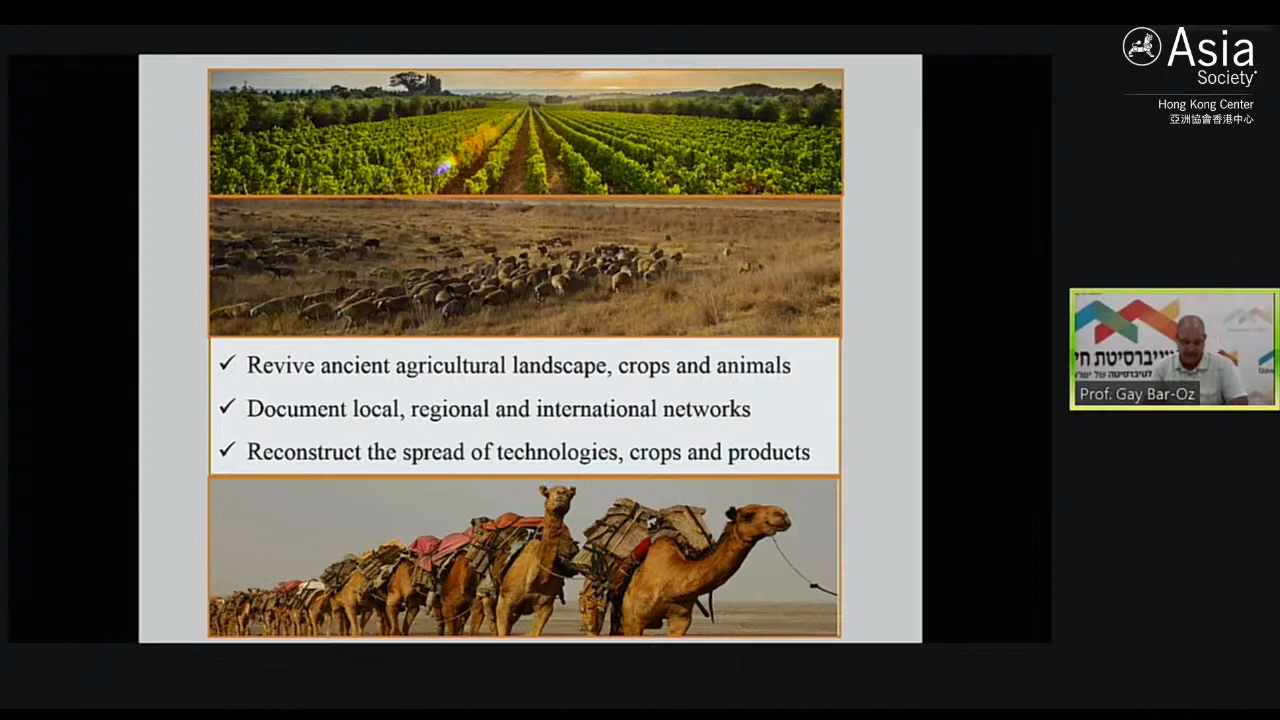 Asia
Society
Hong Kong Center
亞洲協會香港中心
✓ Revive ancient agricultural landscape, crops and animals
✓ Document local, regional and international networks
✓ Reconstruct the spread of technologies, crops and products
Prof. Gay Bar-Oz